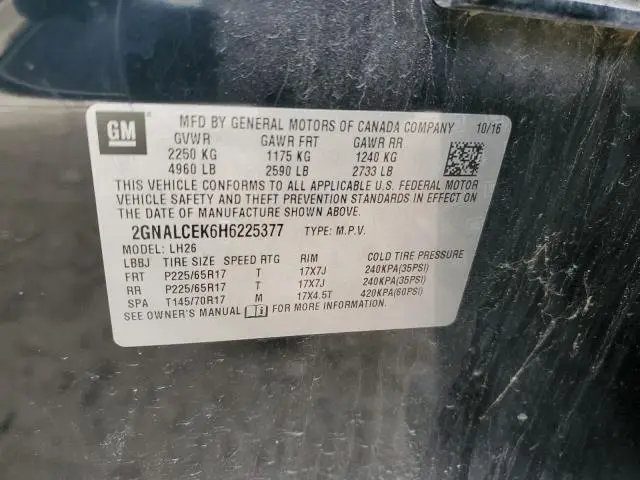 GM
MFD BY GENERAL MOTORS OF CANADA COMPANY 10/16
GVWR GAWR FRT GAWR RR
2250 KG 1175 KG 1240 KG
4960 LB 2590 LB 2733 LB
THIS VEHICLE CONFORMS TO ALL APPLICABLE U.S. FEDERAL MOTOR
VEHICLE SAFETY AND THEFT PREVENTION STANDARDS IN EFFECT ON
THE DATE OF MANUFACTURE SHOWN ABOVE.
2GNALCEK6H6225377 TYPE: M.P.V.
MODEL: LH26
LBBJ TIRE SIZE SPEED RTG RIM COLD TIRE PRESSURE
FRT P225/65R17 T 17X7J 240KPA(35PSI)
RR P225/65R17 T 17X7J 240KPA(35PSI)
SPA T145/70R17 M 17X4.5T 420KPA(60PSI)
SEE OWNER'S MANUAL i FOR MORE INFORMATION.